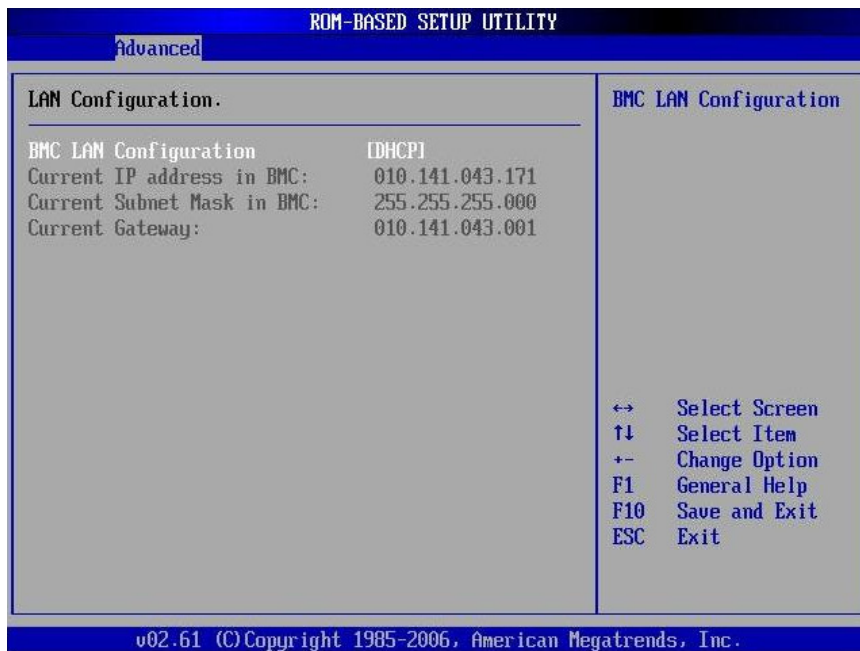 ROM-BASED SETUP UTILITY
Advanced
LAN Configuration.
BMC LAN Configuration [DHCP]
Current IP address in BMC: 010.141.043.171
Current Subnet Mask in BMC: 255.255.255.000
Current Gateway: 010.141.043.001
BMC LAN Configuration
↔ Select Screen
↑↓ Select Item
+- Change Option
F1 General Help
F10 Save and Exit
ESC Exit
v02.61 (C)Copyright 1985-2006, American Megatrends, Inc.